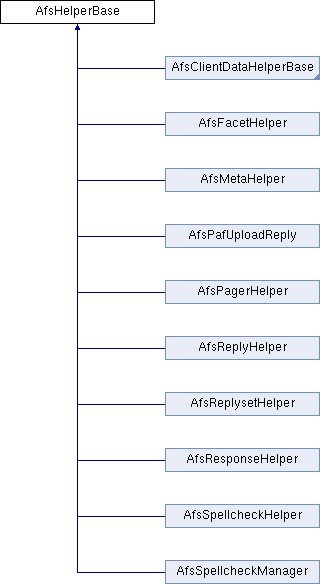 AfsHelperBase
AfsClientDataHelperBase
AfsFacetHelper
AfsMetaHelper
AfsPafUploadReply
AfsPagerHelper
AfsReplyHelper
AfsReplysetHelper
AfsResponseHelper
AfsSpellcheckHelper
AfsSpellcheckManager